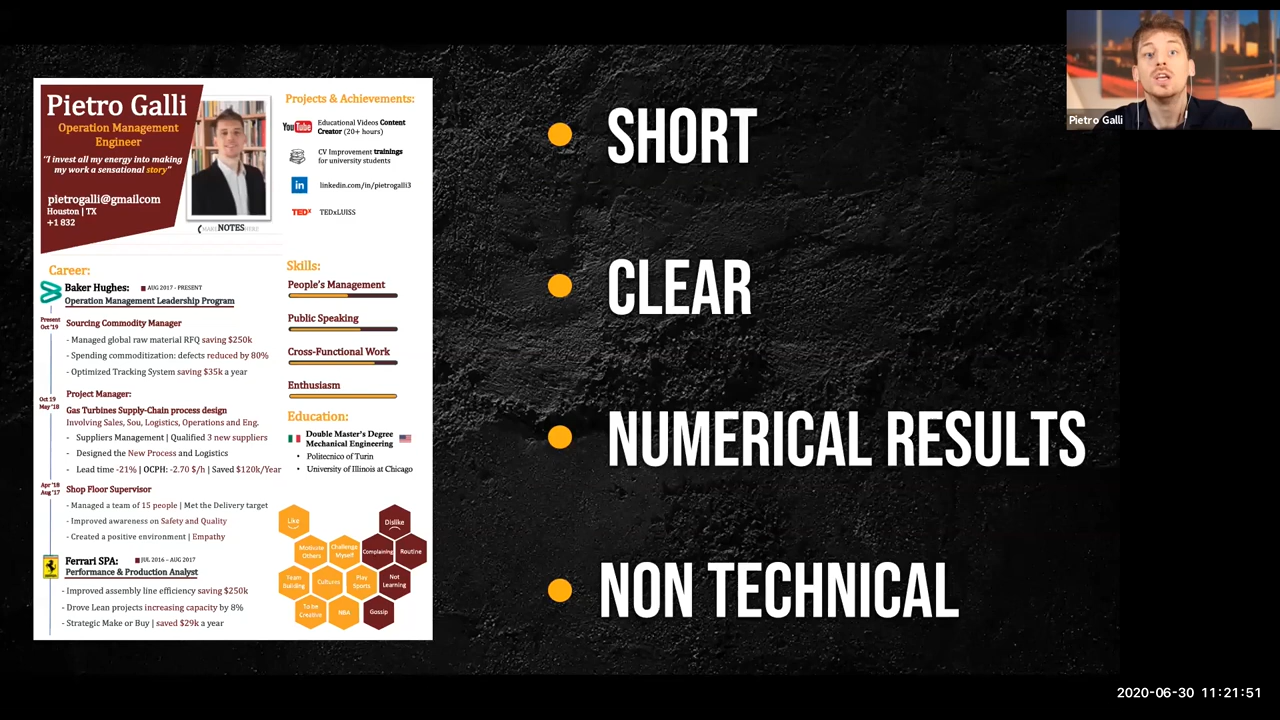 Pietro Galli
Operation Management
Engineer
"I invest all my energy into making
my work a sensational story"
pietrogalli@gmailcom
Houston | TX
+1 832
MAKE NOTES HERE
Projects & Achievements:
YouTube
Educational Videos Content
Creator (20+ hours)
CV Improvement trainings
for university students
in
linkedin.com/in/pietrogalli3
TEDx
TEDxLUISS
Career:
Baker Hughes:
AUG 2017 - PRESENT
Operation Management Leadership Program
Present
Oct '19
Sourcing Commodity Manager
- Managed global raw material RFQ saving $250k
- Spending commoditization: defects reduced by 80%
- Optimized Tracking System saving $35k a year
Oct 19
May '18
Project Manager:
Gas Turbines Supply-Chain process design
Involving Sales, Sou, Logistics, Operations and Eng.
- Suppliers Management | Qualified 3 new suppliers
- Designed the New Process and Logistics
- Lead time -21% | OCPH: -2.70 $/h | Saved $120k/Year
Apr '18
Aug '17
Shop Floor Supervisor
- Managed a team of 15 people | Met the Delivery target
- Improved awareness on Safety and Quality
- Created a positive environment | Empathy
Ferrari SPA:
JUL 2016 – AUG 2017
Performance & Production Analyst
- Improved assembly line efficiency saving $250k
- Drove Lean projects increasing capacity by 8%
- Strategic Make or Buy | saved $29k a year
Skills:
People's Management
Public Speaking
Cross-Functional Work
Enthusiasm
Education:
Double Master's Degree
Mechanical Engineering
• Politecnico of Turin
• University of Illinois at Chicago
Like
Dislike
Motivate
Others
Challenge
Myself
Complaining
Routine
Team
Building
Cultures
Play
Sports
Not
Learning
To be
Creative
NBA
Gossip
• SHORT
• CLEAR
• NUMERICAL RESULTS
• NON TECHNICAL
Pietro Galli
2020-06-30 11:21:51